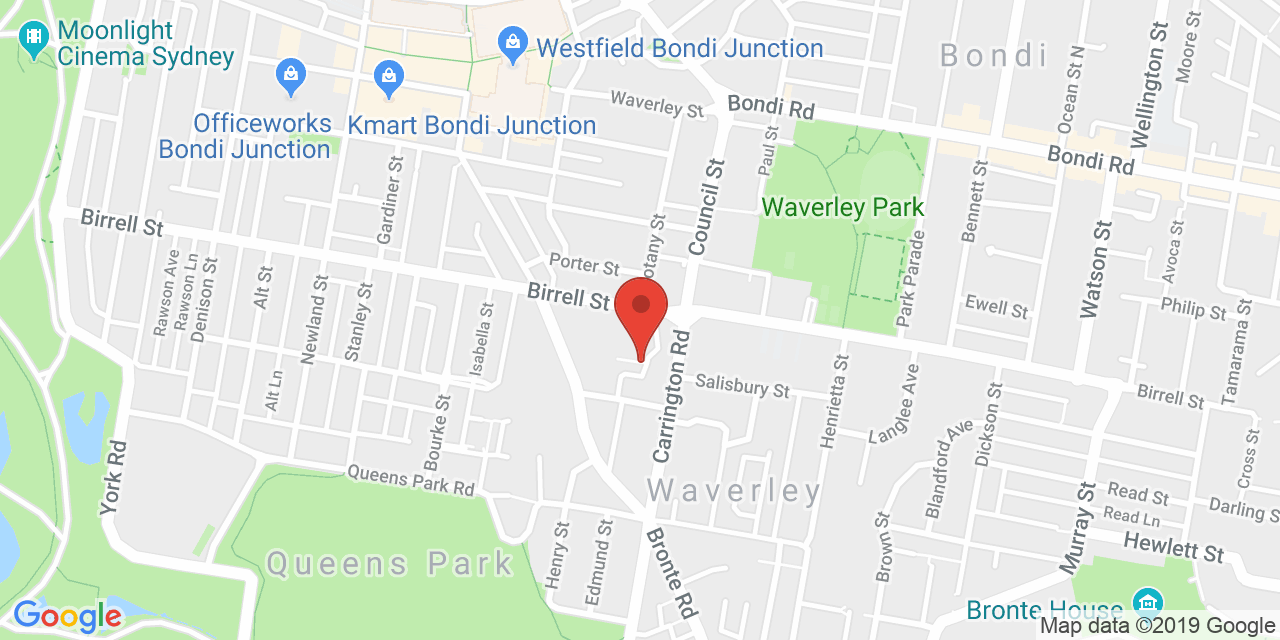 Moonlight
Cinema Sydney
Westfield Bondi Junction
Bondi
Officeworks
Bondi Junction
Kmart Bondi Junction
Waverley St
Bondi Rd
Bondi Rd
Ocean St N
Wellington St
Moore St
Paul St
Council St
Gardiner St
Waverley Park
Birrell St
Rawson Ave
Rawson Ln
Denison St
Alt St
Newland St
Stanley St
Isabella St
Porter St
Birrell St
Botany St
Park Parade
Bennett St
Ewell St
Watson St
Avoca St
Philip St
Tamarama St
Alt Ln
Bourke St
Carrington Rd
Salisbury St
Henrietta St
Langlee Ave
Blandford Ave
Dickson St
Birrell St
Cross St
York Rd
Queens Park Rd
Waverley
Read St
Read Ln
Darling S
Murray St
Hewlett St
Queens Park
Henry St
Edmund St
Bronte Rd
Brown St
Bronte House
Google
Map data ©2019 Google